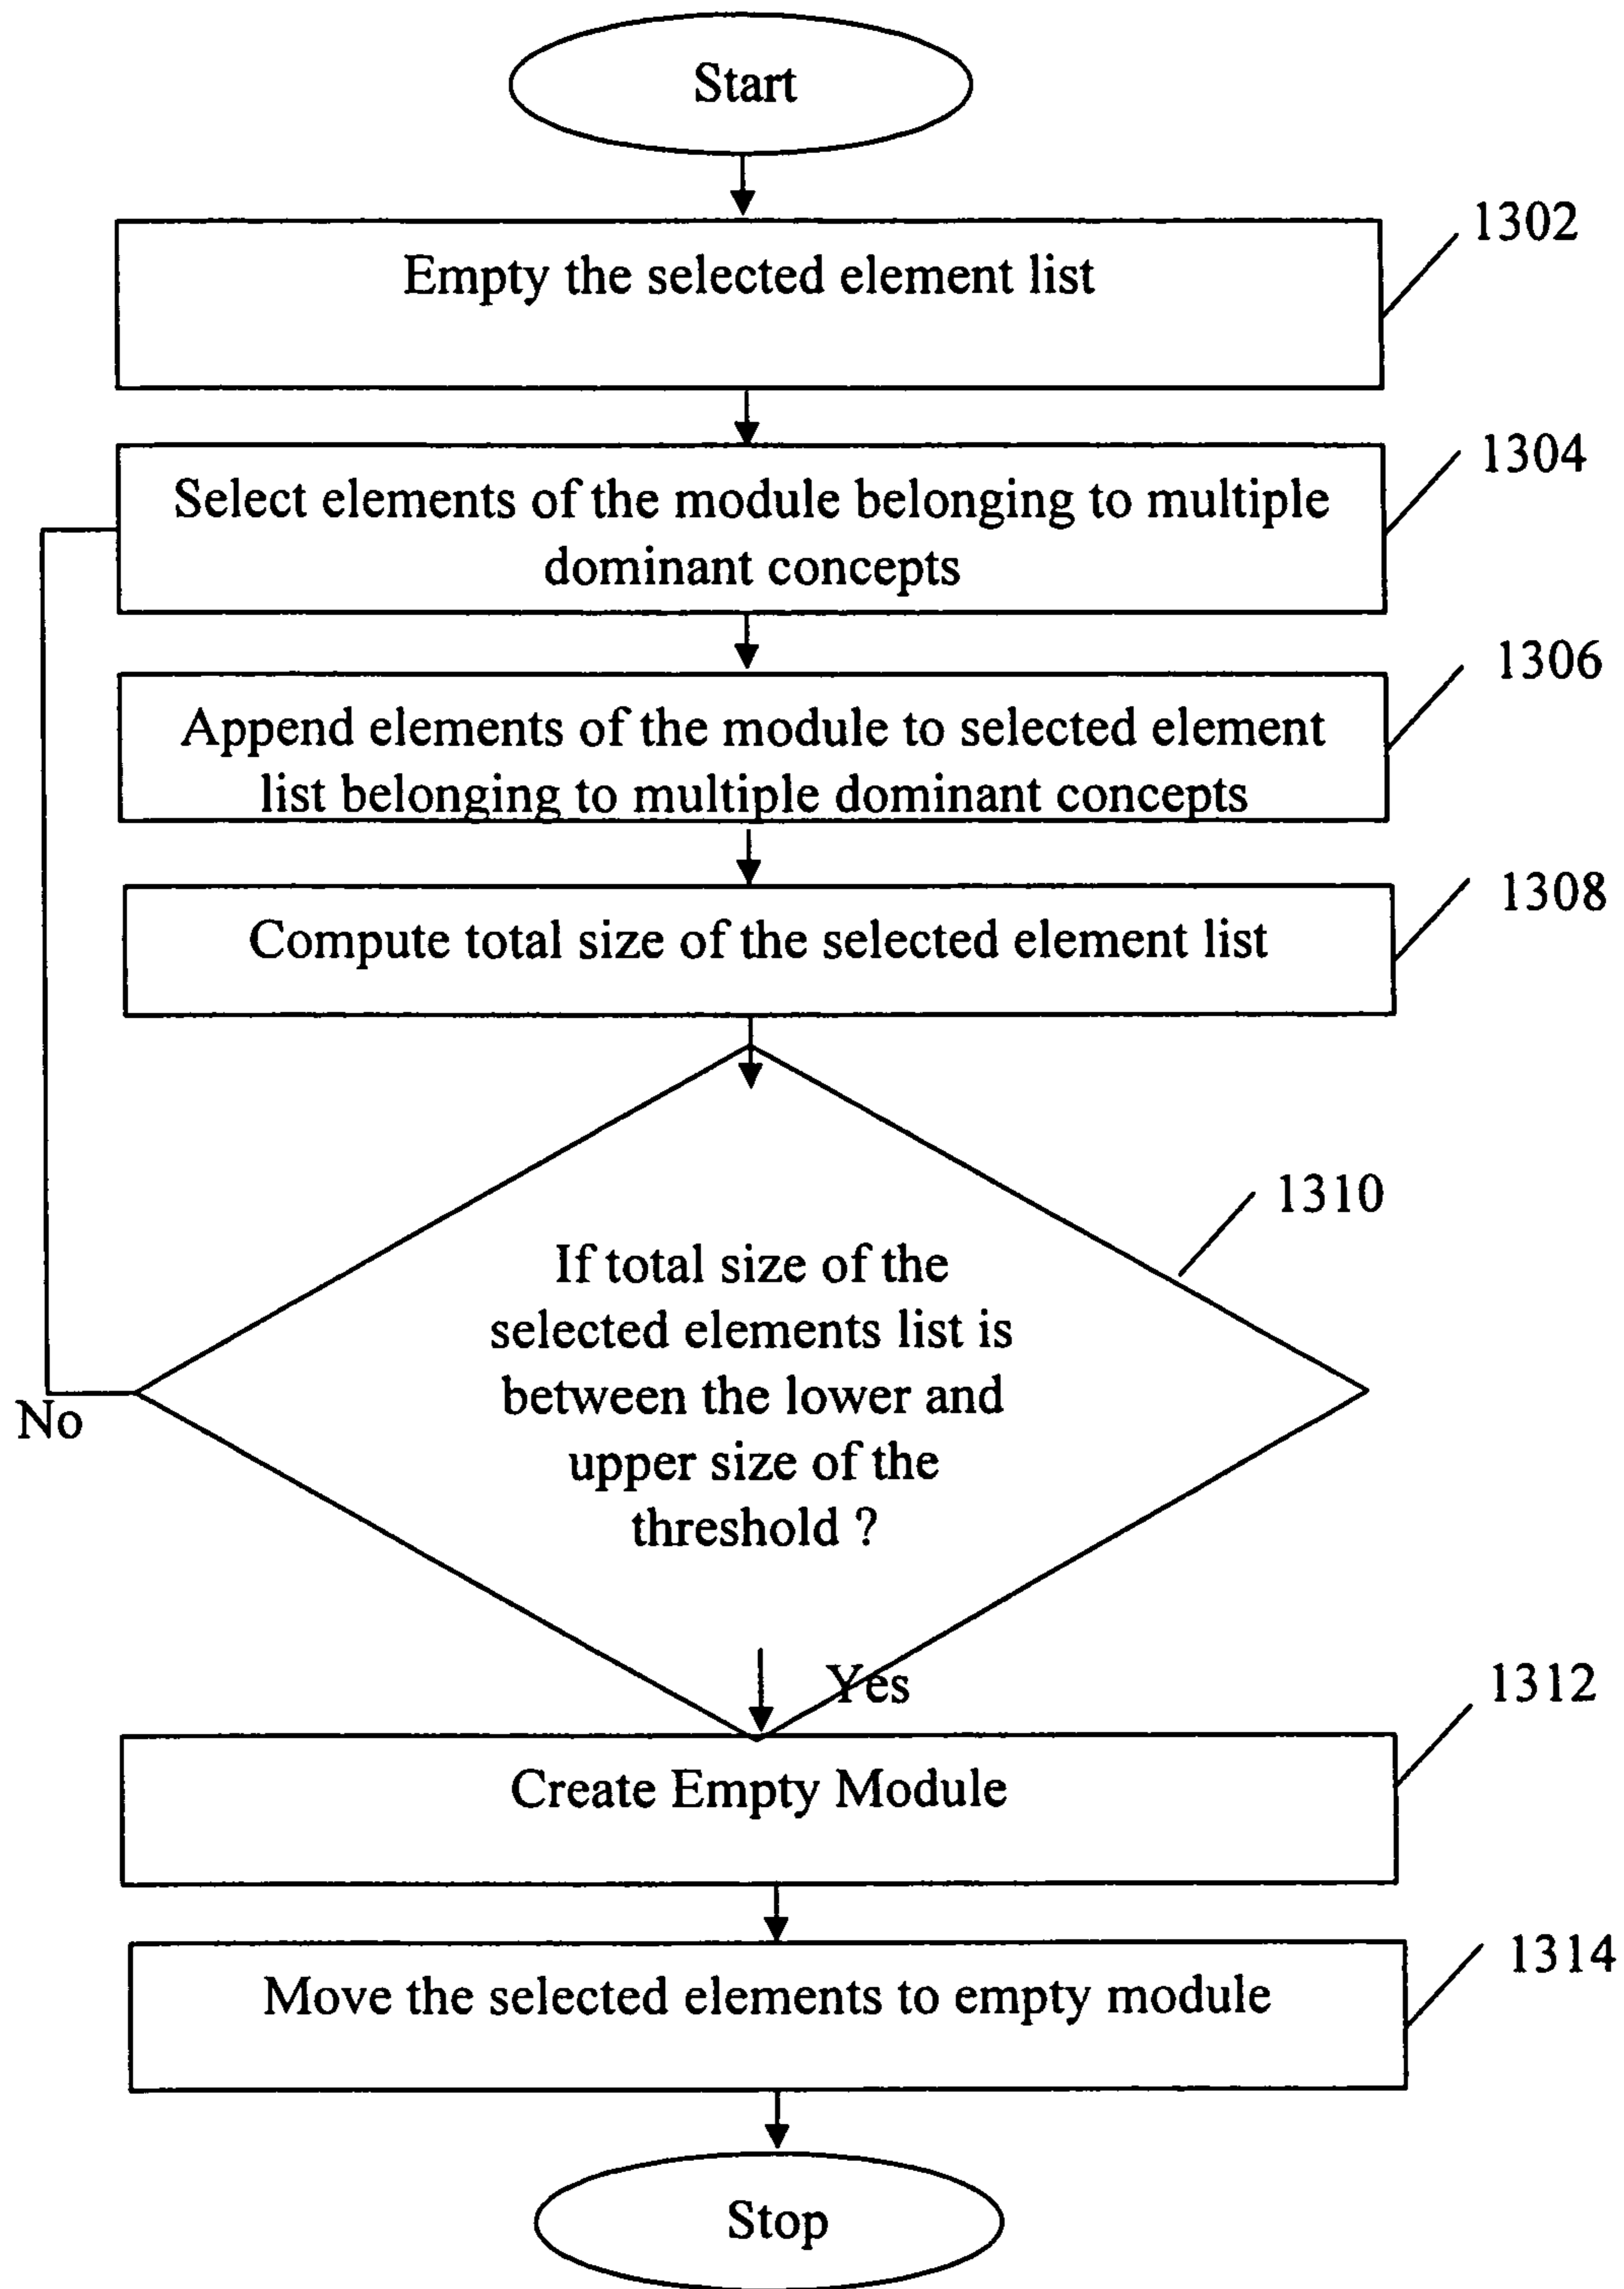 Start
1302
Empty the selected element list
1304
Select elements of the module belonging to multiple
dominant concepts
1306
Append elements of the module to selected element
list belonging to multiple dominant concepts
1308
Compute total size of the selected element list
1310
If total size of the
selected elements list is
between the lower and
upper size of the
threshold ?
No
Yes
1312
Create Empty Module
1314
Move the selected elements to empty module
Stop